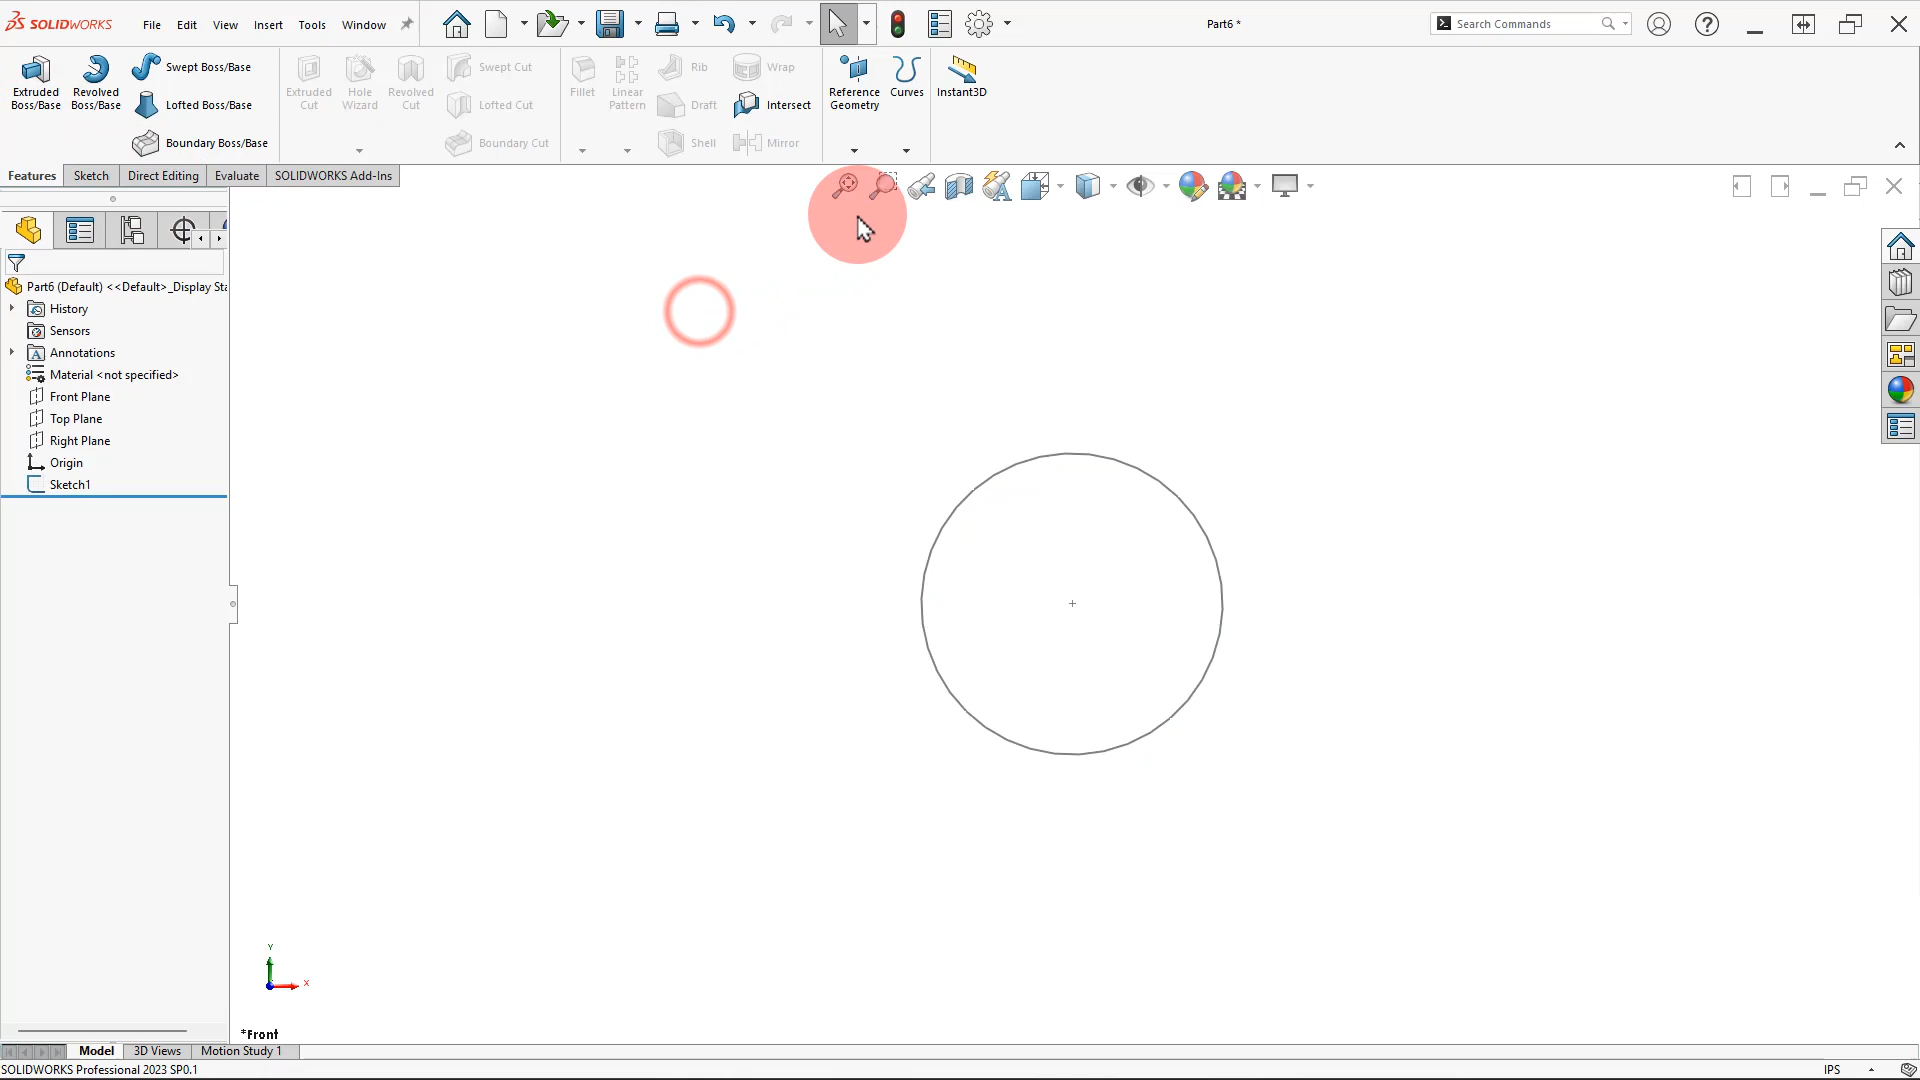 SOLIDWORKS File Edit View Insert Tools Window Part6 * Search Commands
Extruded Boss/Base
Revolved Boss/Base
Swept Boss/Base
Lofted Boss/Base
Boundary Boss/Base
Extruded Cut
Hole Wizard
Revolved Cut
Swept Cut
Lofted Cut
Boundary Cut
Fillet
Linear Pattern
Rib
Draft
Shell
Wrap
Intersect
Mirror
Reference Geometry
Curves
Instant3D
Features Sketch Direct Editing Evaluate SOLIDWORKS Add-Ins
Part6 (Default) <<Default>_Display Sta
History
Sensors
Annotations
Material <not specified>
Front Plane
Top Plane
Right Plane
Origin
Sketch1
Y
X
*Front
Model 3D Views Motion Study 1
SOLIDWORKS Professional 2023 SP0.1 IPS